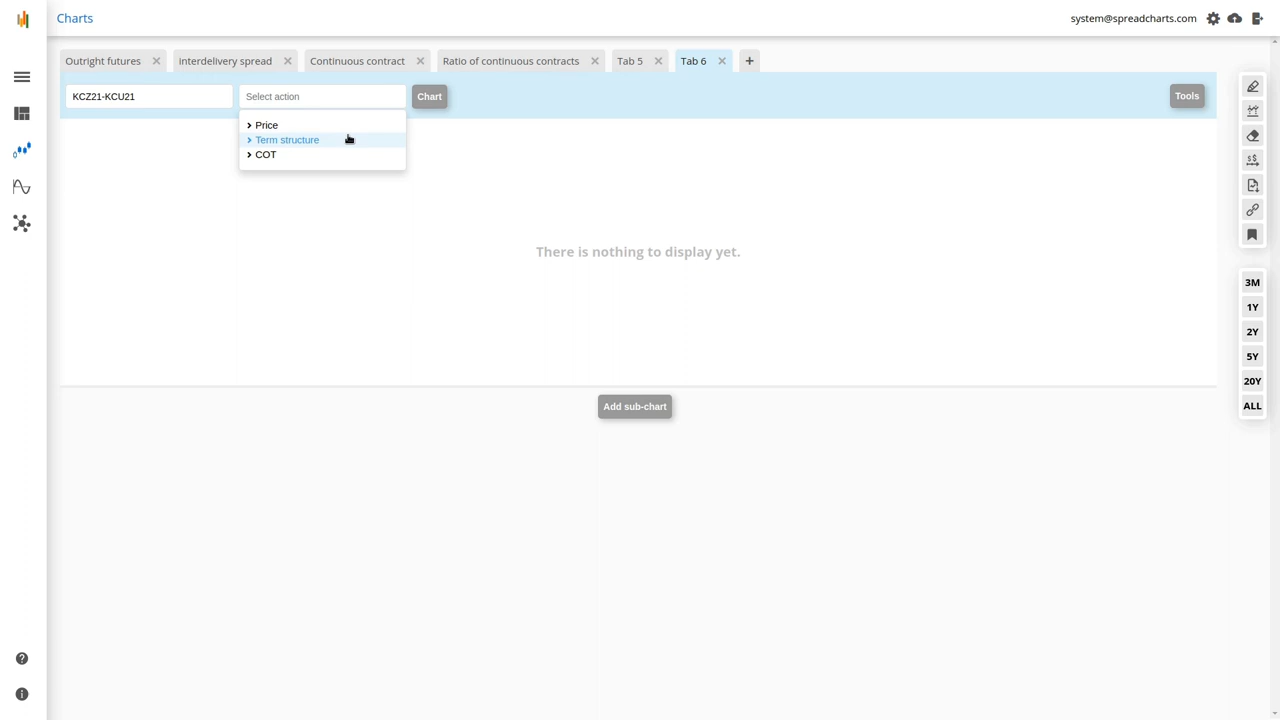 Charts
system@spreadcharts.com
Outright futures
interdelivery spread
Continuous contract
Ratio of continuous contracts
Tab 5
Tab 6
+
KCZ21-KCU21
Select action
Chart
Tools
Price
Term structure
COT
There is nothing to display yet.
3M
1Y
2Y
5Y
20Y
ALL
Add sub-chart